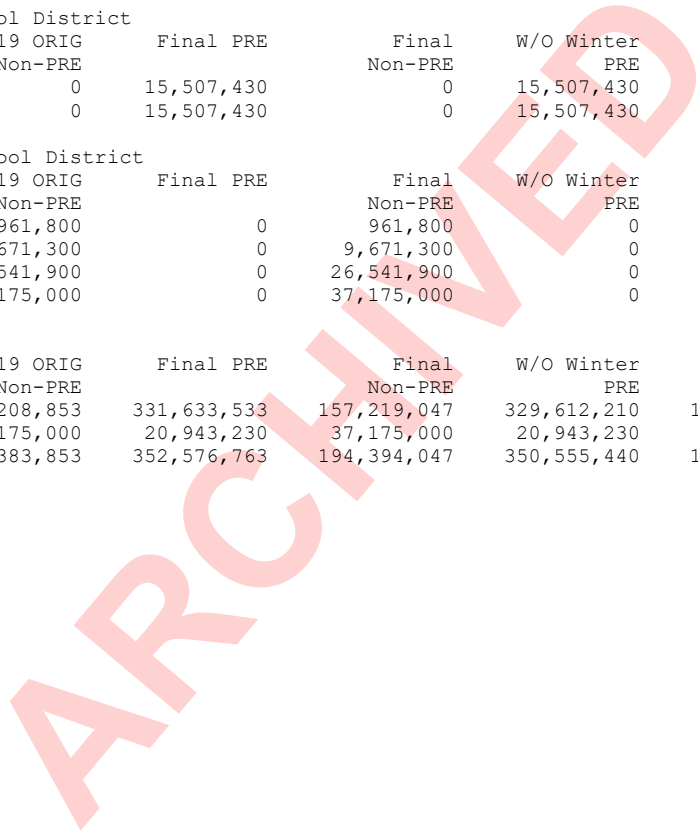 ol District
19 ORIG Final PRE Final W/O Winter
Non-PRE Non-PRE PRE
0 15,507,430 0 15,507,430
0 15,507,430 0 15,507,430
ool District
19 ORIG Final PRE Final W/O Winter
Non-PRE Non-PRE PRE
961,800 0 961,800 0
671,300 0 9,671,300 0
541,900 0 26,541,900 0
175,000 0 37,175,000 0
19 ORIG Final PRE Final W/O Winter
Non-PRE Non-PRE PRE
208,853 331,633,533 157,219,047 329,612,210 1
175,000 20,943,230 37,175,000 20,943,230
383,853 352,576,763 194,394,047 350,555,440 1
ARCHIVED